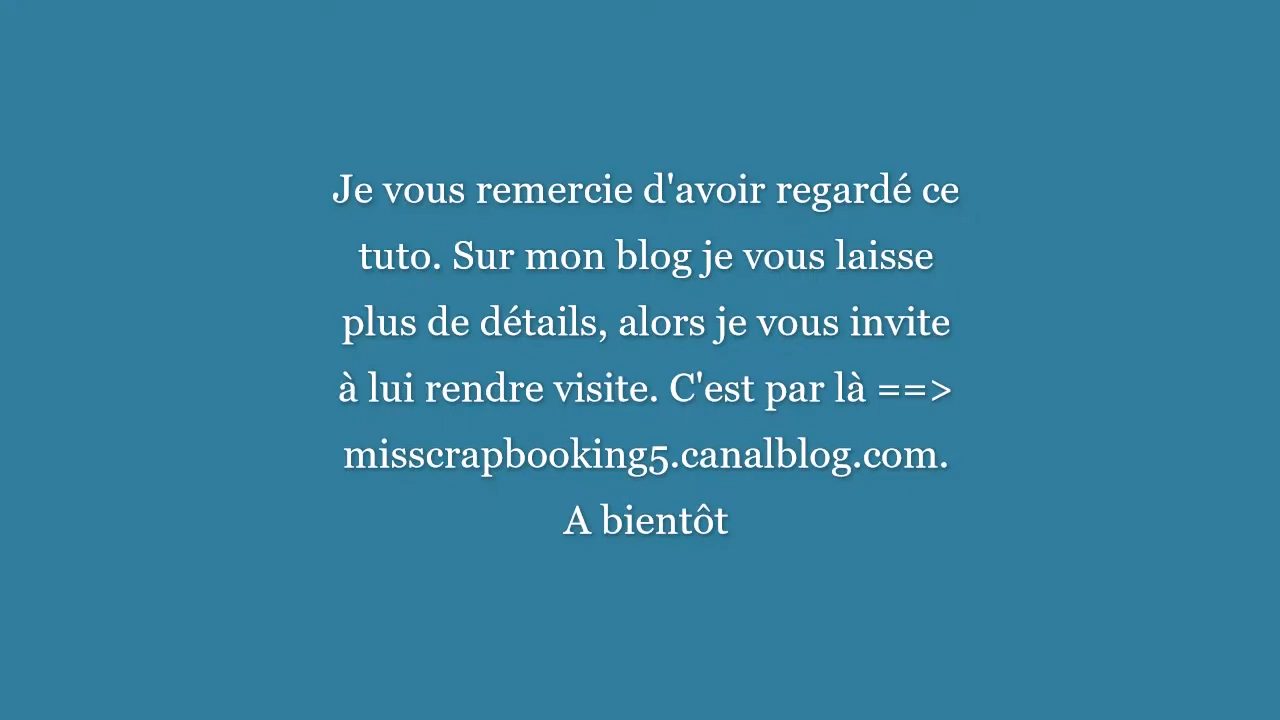 Je vous remercie d'avoir regardé ce
tuto. Sur mon blog je vous laisse
plus de détails, alors je vous invite
à lui rendre visite. C'est par là ==>
misscrapbooking5.canalblog.com.
A bientôt